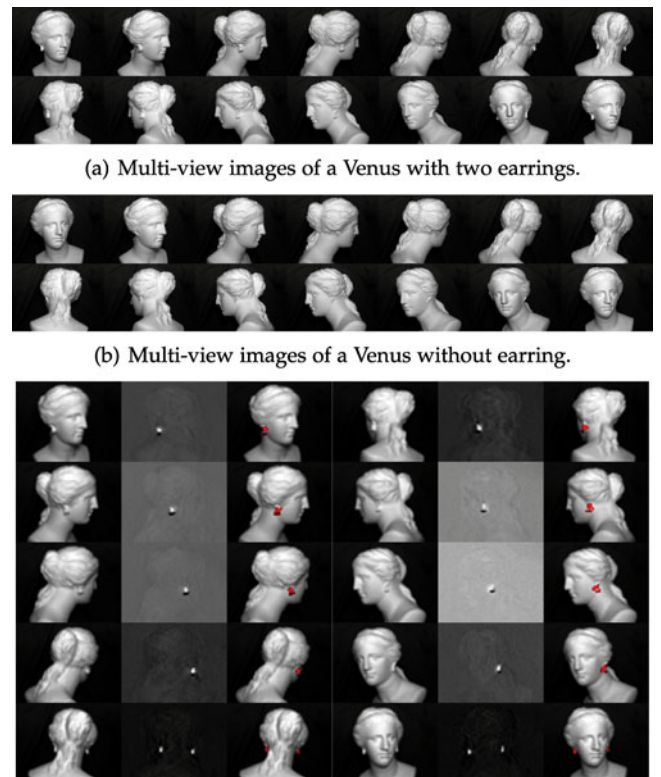 (a) Multi-view images of a Venus with two earrings.
(b) Multi-view images of a Venus without earring.